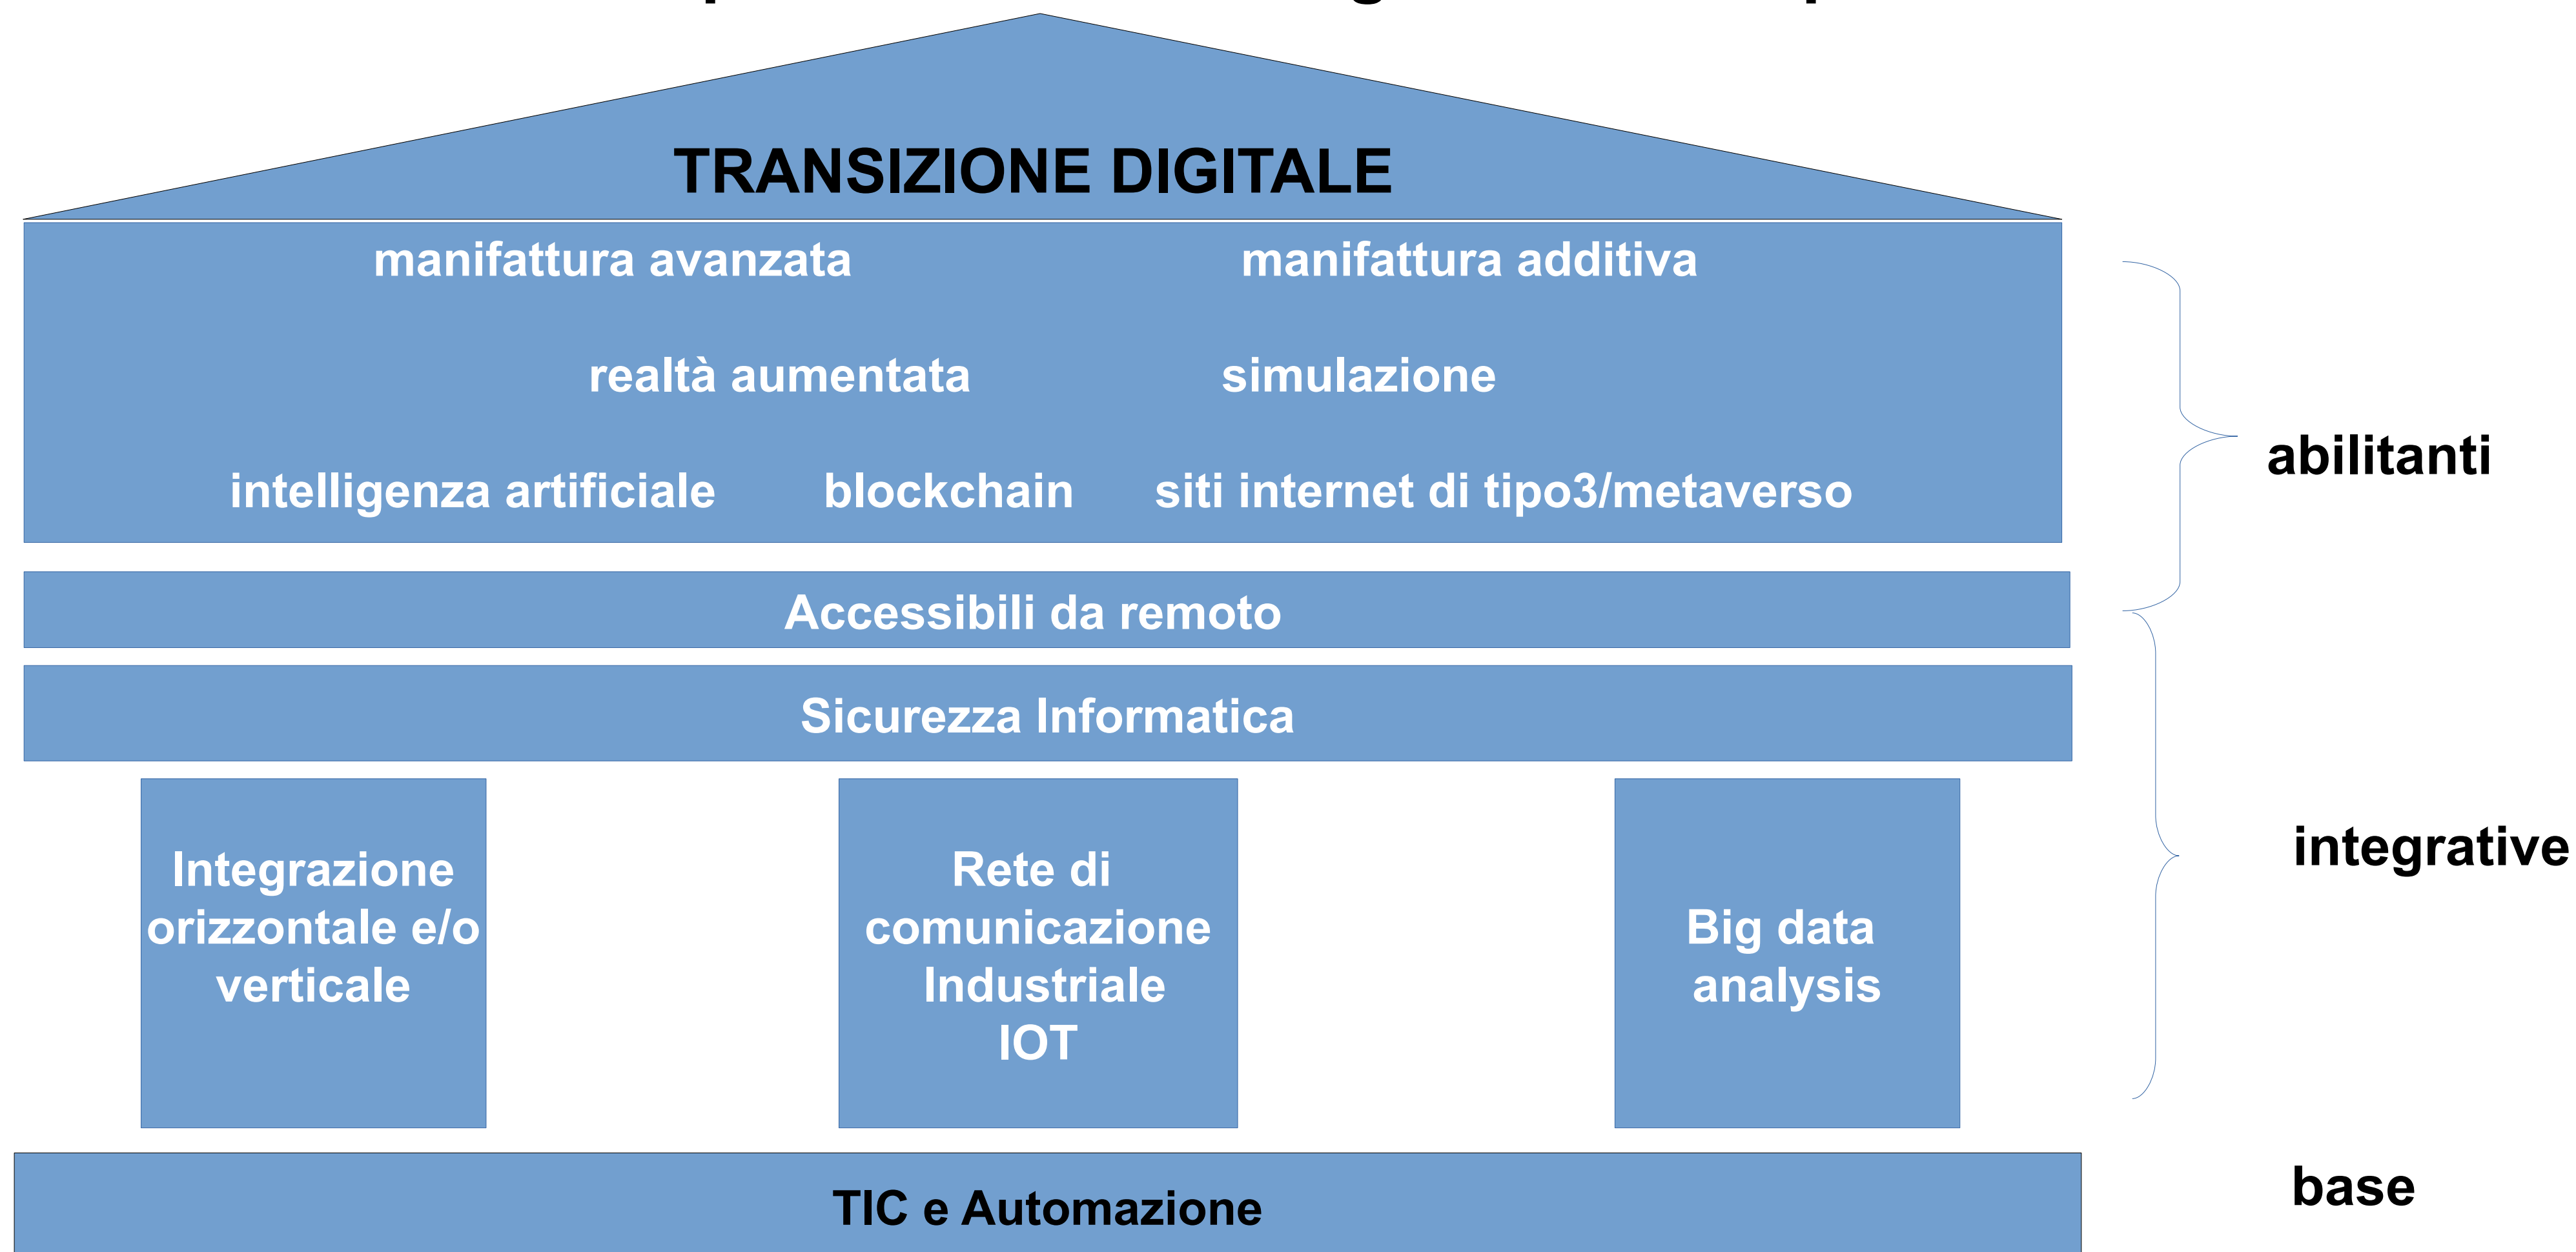 TRANSIZIONE DIGITALE
manifattura avanzata manifattura additiva
realtà aumentata simulazione
intelligenza artificiale blockchain siti internet di tipo3/metaverso
abilitanti
Accessibili da remoto
Sicurezza Informatica
Integrazione
orizzontale e/o
verticale
Rete di
comunicazione
Industriale
IOT
Big data
analysis
integrative
TIC e Automazione
base